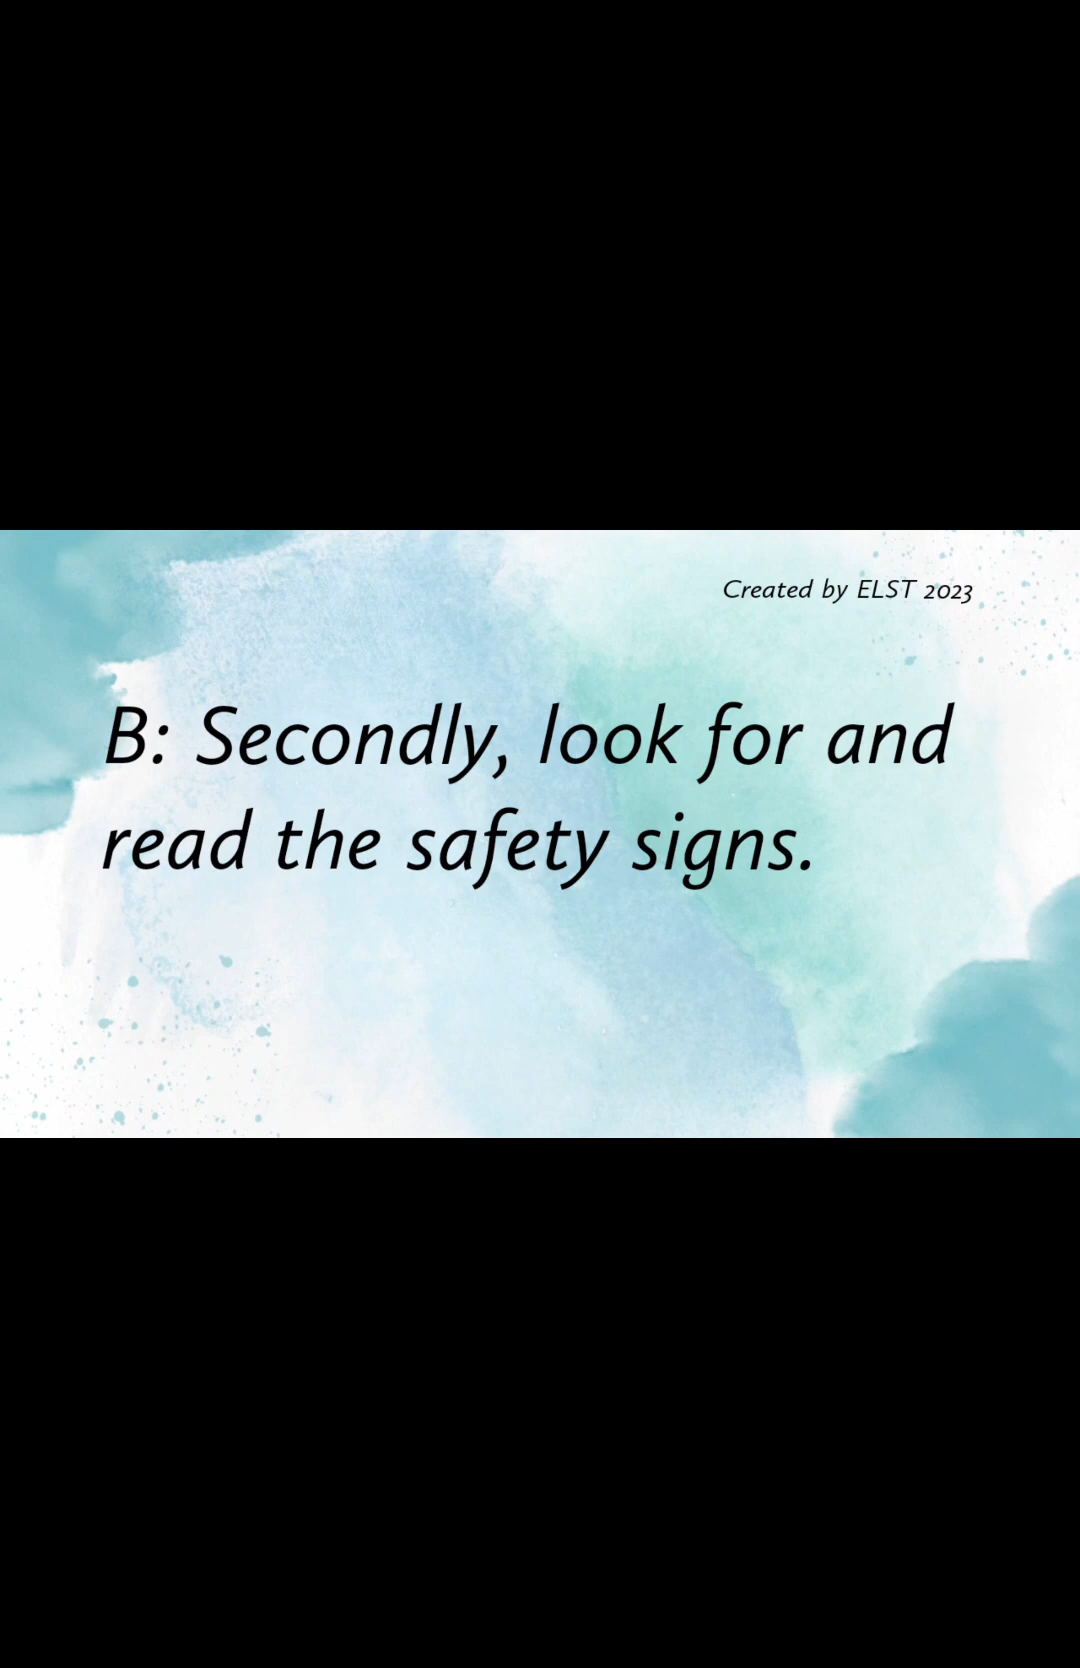 Created by ELST 2023
B: Secondly, look for and
read the safety signs.